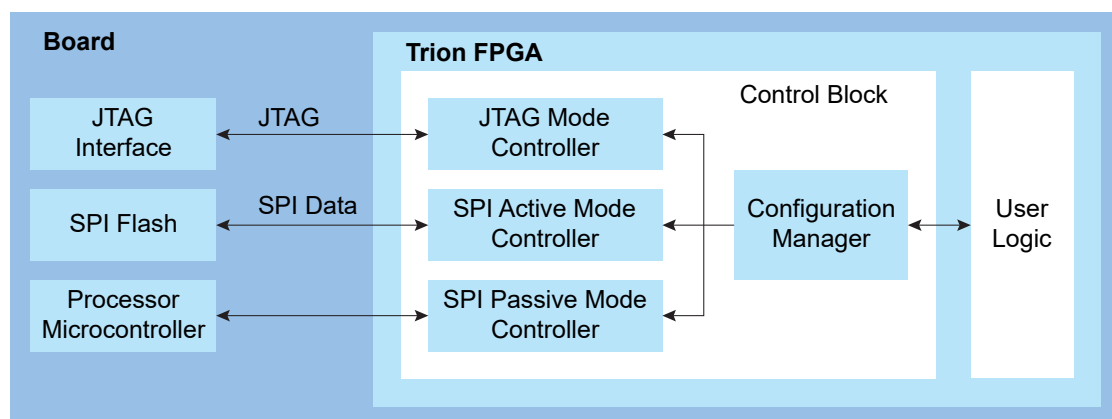 Board
Trion FPGA
Control Block
JTAG
Interface
JTAG
JTAG Mode
Controller
SPI Flash
SPI Data
SPI Active Mode
Controller
Configuration
Manager
User
Logic
Processor
Microcontroller
SPI Passive Mode
Controller